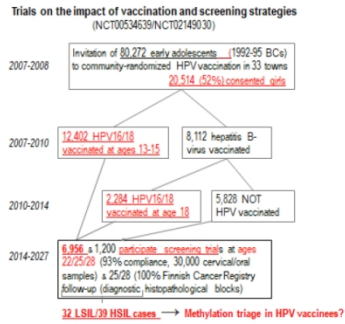 Trials on the impact of vaccination and screening strategies
(NCT00534639/NCT02149030)
2007-2008
Invitation of 80,272 early adolescents (1992-95 BCs)
to community-randomized HPV vaccination in 33 towns
20,514 (52%) consented girls
2007-2010
12,402 HPV16/18
vaccinated at ages 13-15
8,112 hepatitis B-
virus vaccinated
2010-2014
2,284 HPV16/18
vaccinated at age 18
5,828 NOT
HPV vaccinated
2014-2027
6,956 & 1,200 participate screening trials at ages
22/25/28 (93% compliance, 30,000 cervical/oral
samples) & 25/28 (100% Finnish Cancer Registry
follow-up (diagnostic, histopathological blocks)
32 LSIL/39 HSIL cases → Methylation triage in HPV vaccinees?